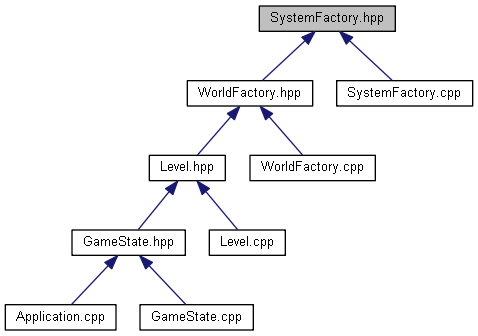 SystemFactory.hpp
WorldFactory.hpp
SystemFactory.cpp
Level.hpp
WorldFactory.cpp
GameState.hpp
Level.cpp
Application.cpp
GameState.cpp